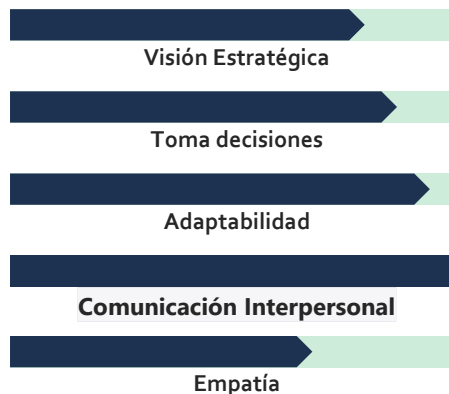 Visión Estratégica
Toma decisiones
Adaptabilidad
Comunicación Interpersonal
Empatía